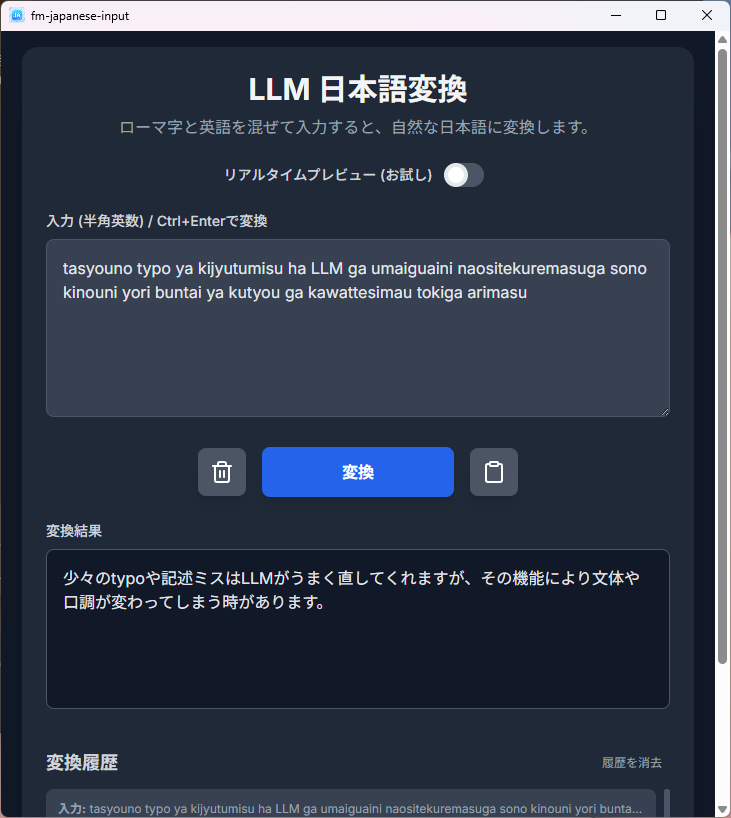 JA fm-japanese-input
LLM 日本語変換
ローマ字と英語を混ぜて入力すると、自然な日本語に変換します。
リアルタイムプレビュー (お試し)
入力 (半角英数) / Ctrl+Enterで変換
tasyouno typo ya kijyutumisu ha LLM ga umaiguaini naositekuremasuga sono
kinouni yori buntai ya kutyou ga kawattesimau tokiga arimasu
変換
変換結果
少々のtypoや記述ミスはLLMがうまく直してくれますが、その機能により文体や
口調が変わってしまう時があります。
変換履歴
履歴を消去
入力: tasyouno typo ya kijyutumisu ha LLM ga umaiguaini naositekuremasuga sono kinouni yori bunta...